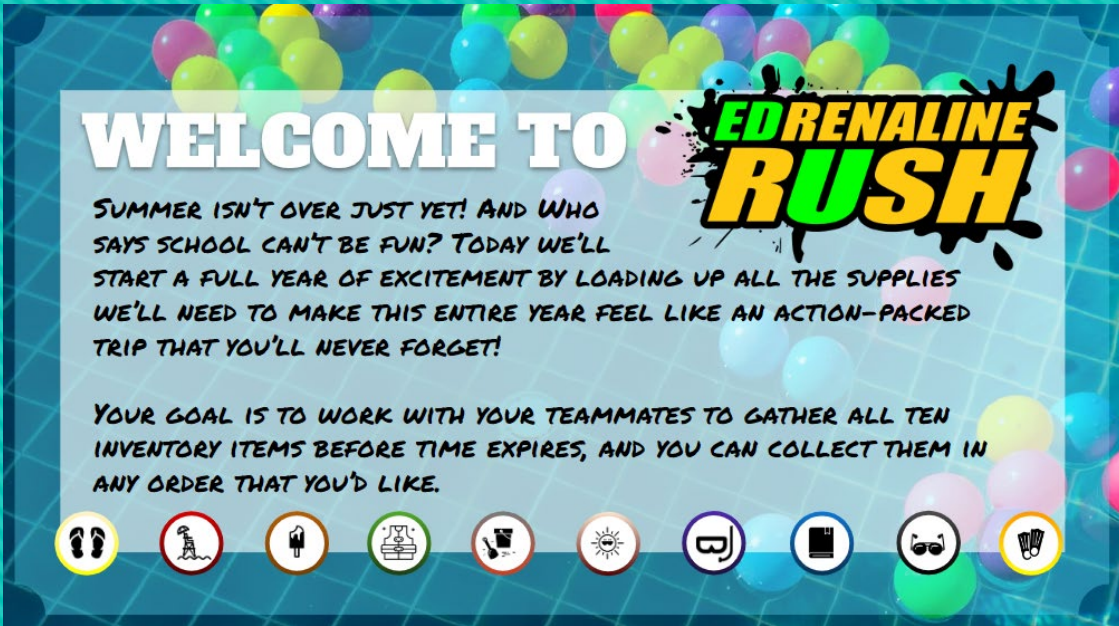 WELCOME TO
EDRENALINE
RUSH
SUMMER ISN'T OVER JUST YET! AND WHO
SAYS SCHOOL CAN'T BE FUN? TODAY WE'LL
START A FULL YEAR OF EXCITEMENT BY LOADING UP ALL THE SUPPLIES
WE'LL NEED TO MAKE THIS ENTIRE YEAR FEEL LIKE AN ACTION-PACKED
TRIP THAT YOU'LL NEVER FORGET!
YOUR GOAL IS TO WORK WITH YOUR TEAMMATES TO GATHER ALL TEN
INVENTORY ITEMS BEFORE TIME EXPIRES, AND YOU CAN COLLECT THEM IN
ANY ORDER THAT YOU'D LIKE.